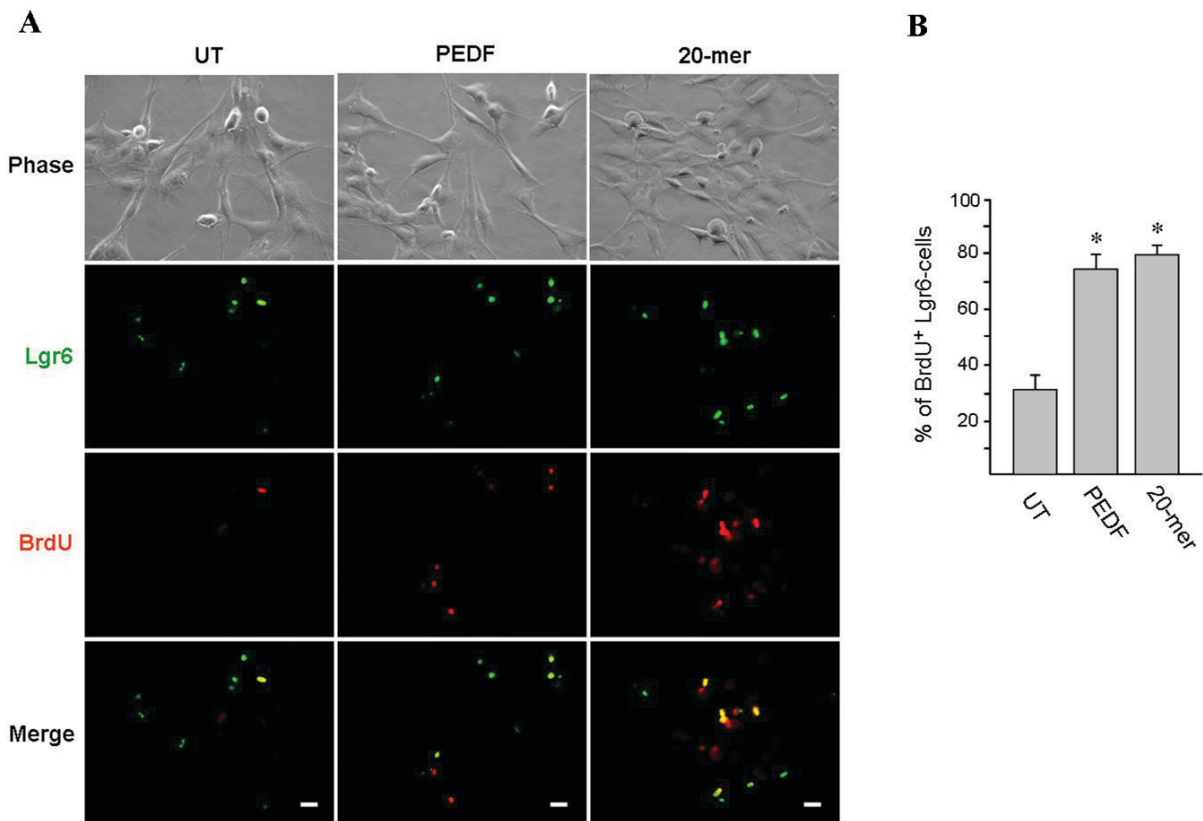 A
B
UT
PEDF
20-mer
Phase
Lgr6
BrdU
Merge
% of BrdU+ Lgr6-cells
100
80
60
40
20
*
*
UT
PEDF
20-mer